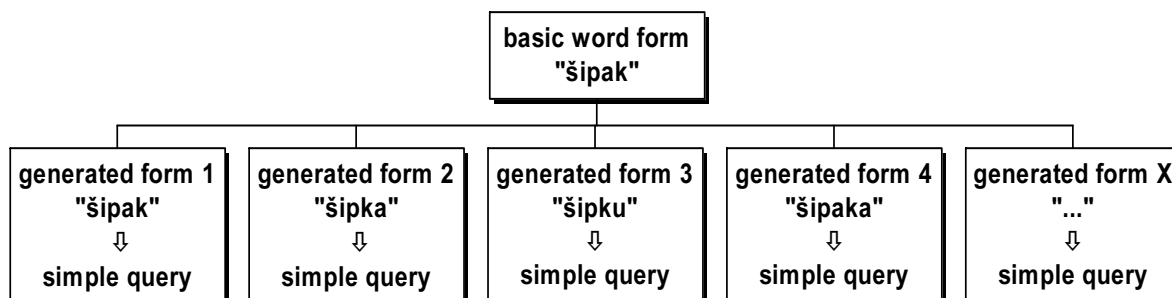 basic word form
"šipak"
generated form 1
"šipak"
⇩
simple query
generated form 2
"šipka"
⇩
simple query
generated form 3
"šipku"
⇩
simple query
generated form 4
"šipaka"
⇩
simple query
generated form X
"..."
⇩
simple query